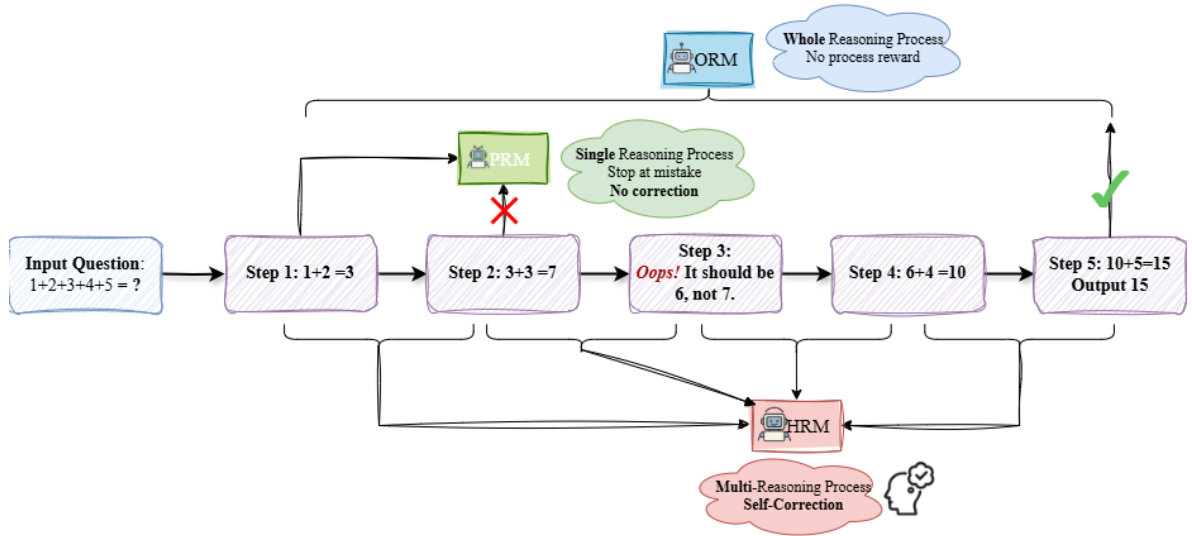 ORM
Whole Reasoning Process
No process reward
PRM
Single Reasoning Process
Stop at mistake
No correction
Input Question:
1+2+3+4+5 = ?
Step 1: 1+2 =3
Step 2: 3+3 =7
Step 3:
Oops! It should be
6, not 7.
Step 4: 6+4 =10
Step 5: 10+5=15
Output 15
HRM
Multi-Reasoning Process
Self-Correction